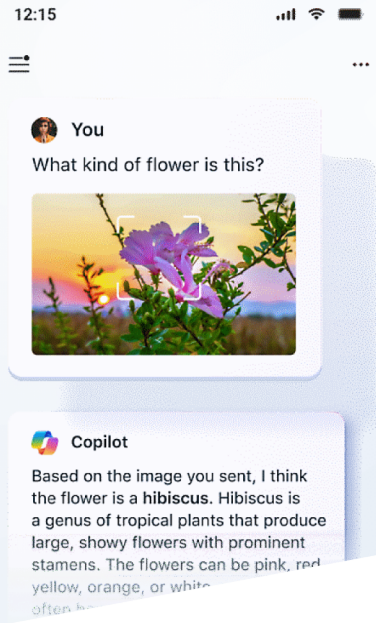 12:15
You
What kind of flower is this?
Copilot
Based on the image you sent, I think
the flower is a hibiscus. Hibiscus is
a genus of tropical plants that produce
large, showy flowers with prominent
stamens. The flowers can be pink, red,
yellow, orange, or white
often